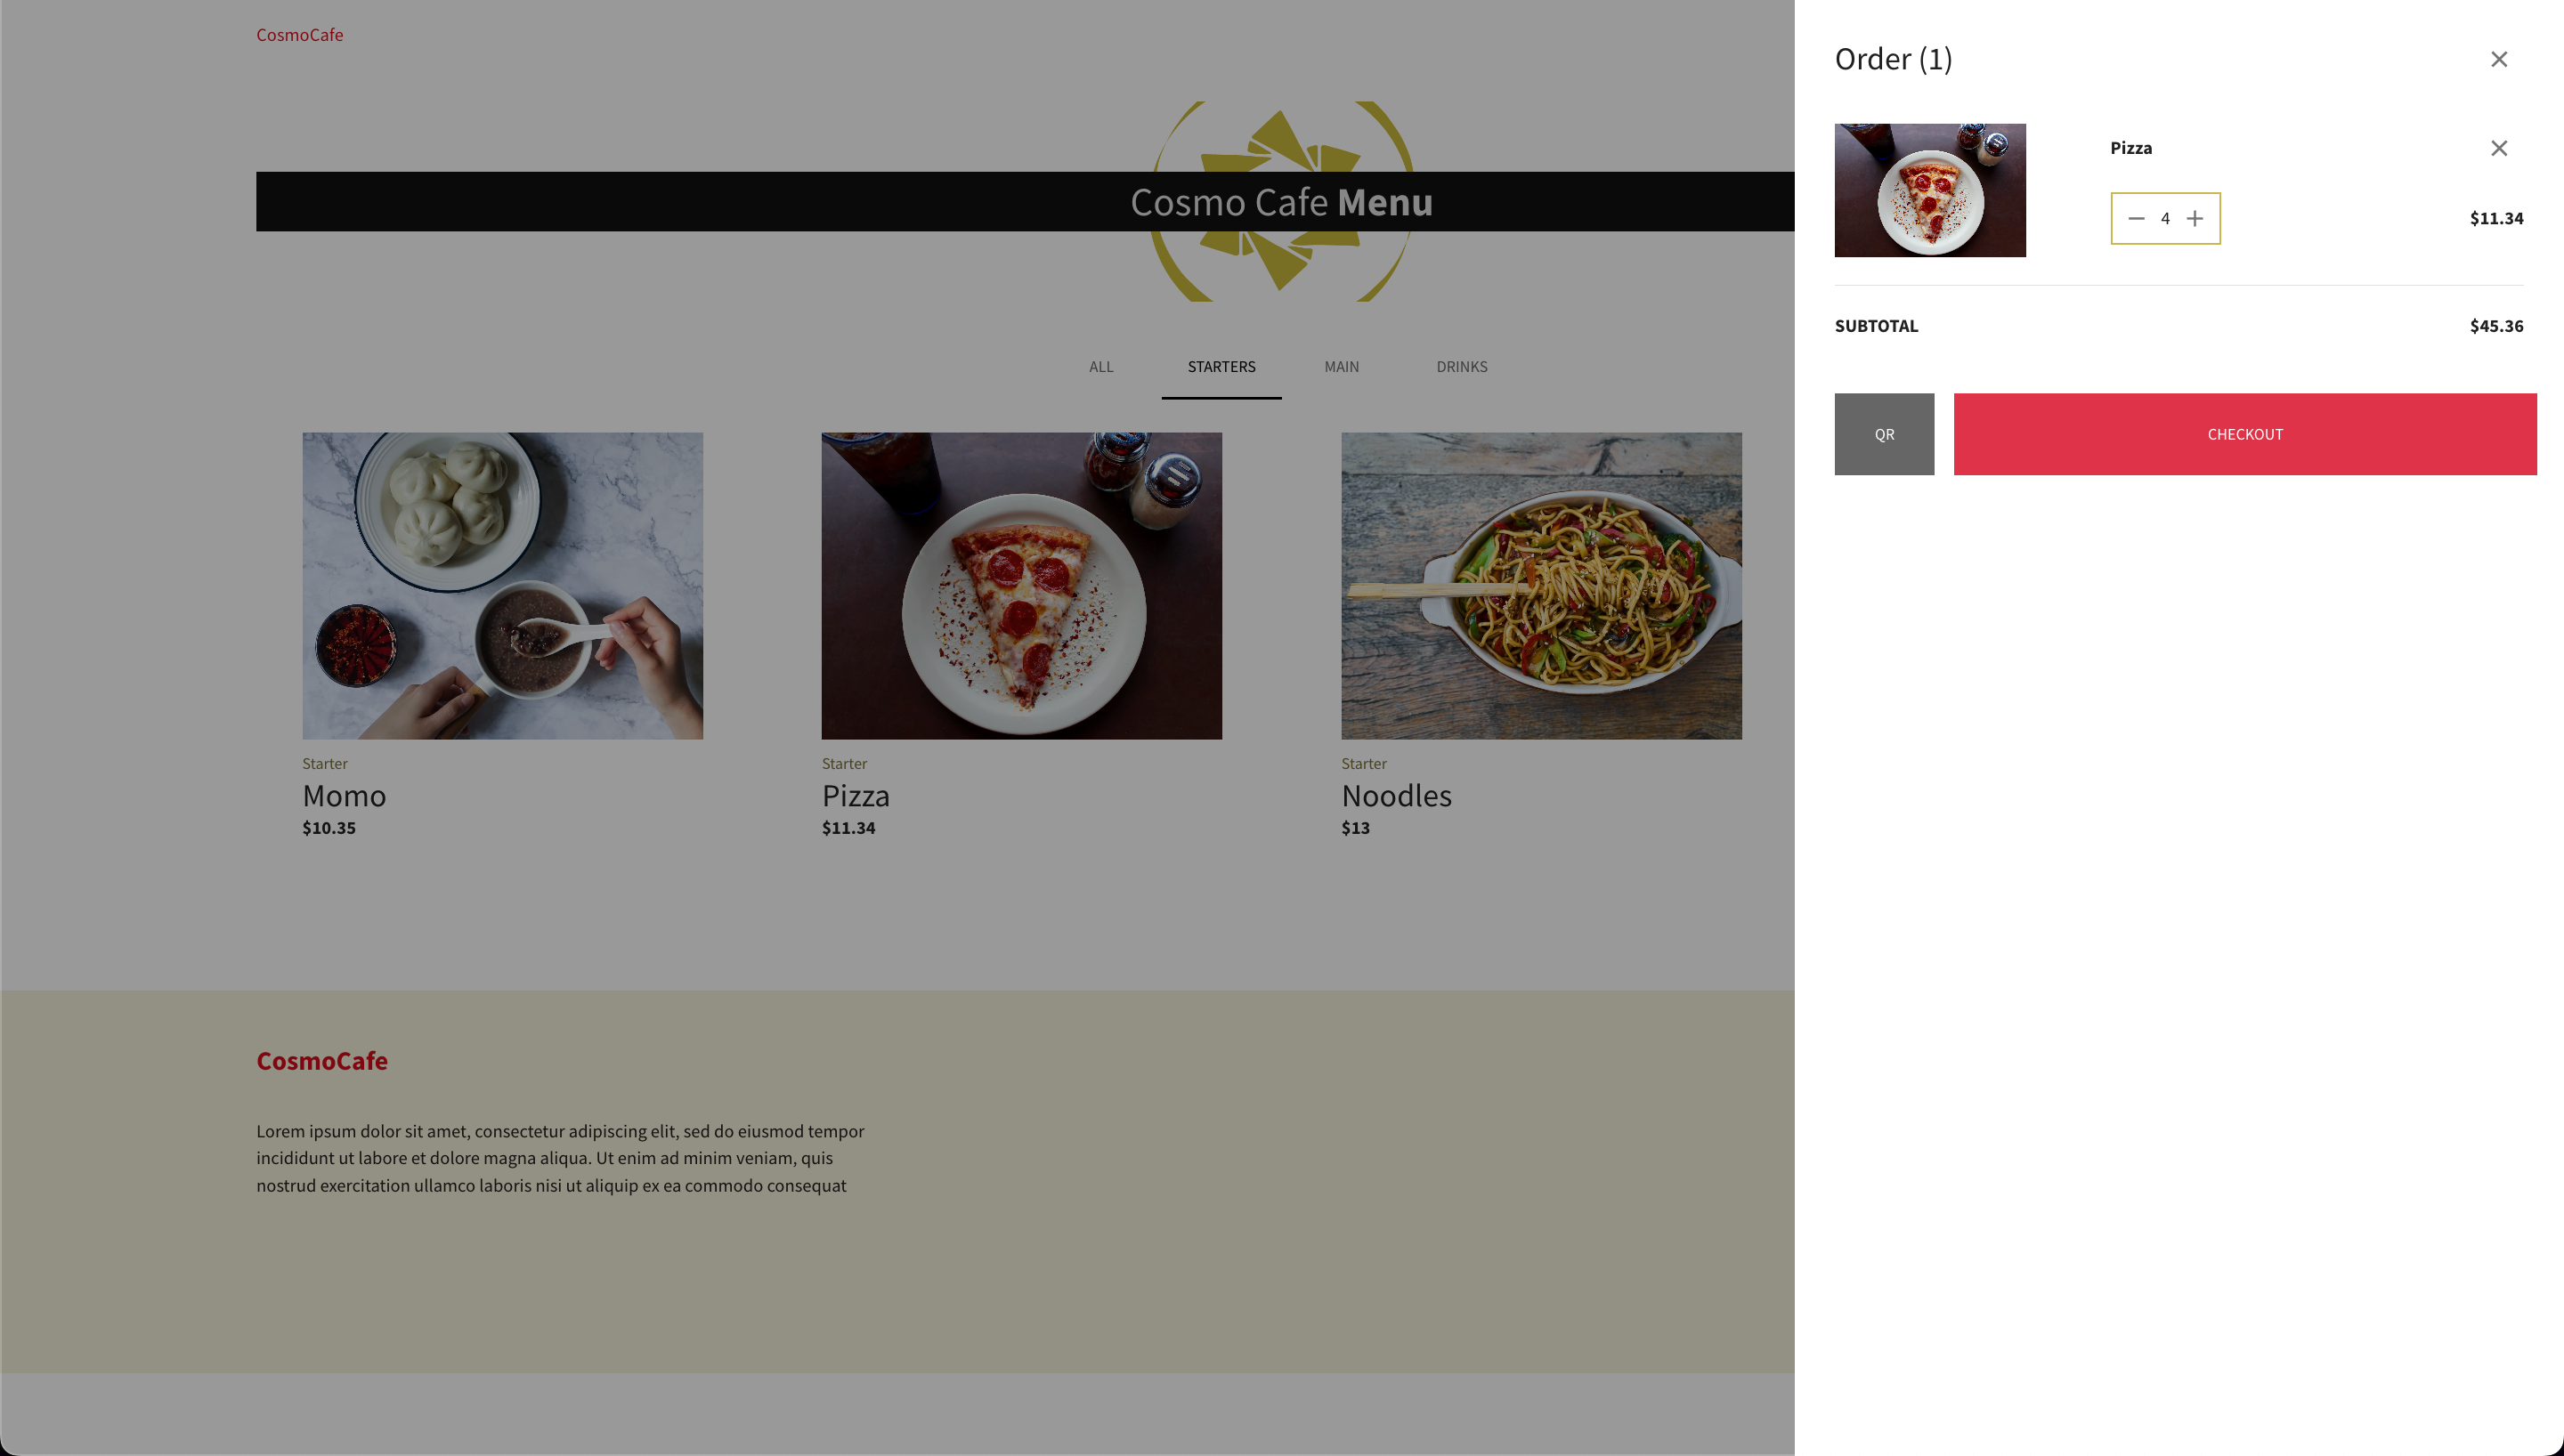 CosmoCafe
Cosmo Cafe Menu
ALL STARTERS MAIN DRINKS
Starter
Momo
$10.35
Starter
Pizza
$11.34
Starter
Noodles
$13
CosmoCafe
Lorem ipsum dolor sit amet, consectetur adipiscing elit, sed do eiusmod tempor
incididunt ut labore et dolore magna aliqua. Ut enim ad minim veniam, quis
nostrud exercitation ullamco laboris nisi ut aliquip ex ea commodo consequat
Order (1)
Pizza
4
$11.34
SUBTOTAL $45.36
QR CHECKOUT